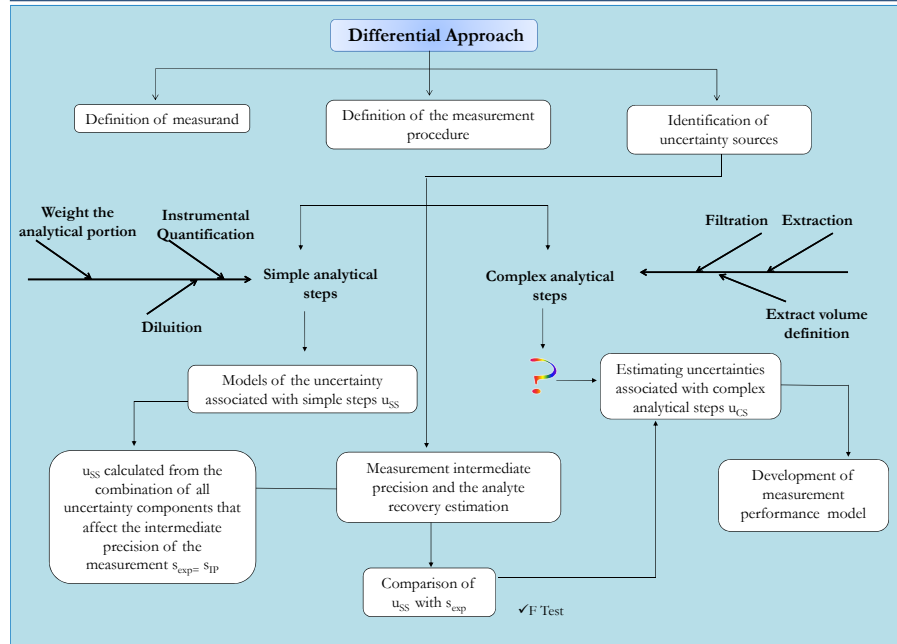 Differential Approach
Definition of measurand
Definition of the measurement
procedure
Identification of
uncertainty sources
Weight the
analytical portion
Instrumental
Quantification
Diluition
Simple analytical
steps
Complex analytical
steps
Filtration
Extraction
Extract volume
definition
Models of the uncertainty
associated with simple steps uSS
?
Estimating uncertainties
associated with complex
analytical steps uCS
uSS calculated from the
combination of all
uncertainty components that
affect the intermediate
precision of the
measurement sexp= sIP
Measurement intermediate
precision and the analyte
recovery estimation
Development of
measurement
performance model
Comparison of
uSS with sexp
✓F Test